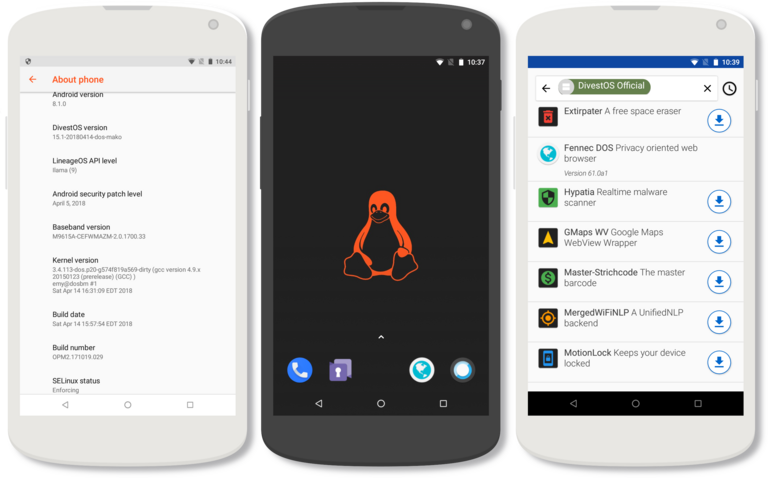 10:44
About phone
Android version
8.1.0
DivestOS version
15.1-20180414-dos-mako
LineageOS API level
llama (9)
Android security patch level
April 5, 2018
Baseband version
M9615A-CEFWMAZM-2.0.1700.33
Kernel version
3.4.113-dos.p20-g574f819a569-dirty (gcc version 4.9.x
20150123 (prerelease) (GCC) )
emy@dosbm #1
Sat Apr 14 16:31:09 EDT 2018
Build date
Sat Apr 14 15:57:54 EDT 2018
Build number
OPM2.171019.029
SELinux status
Enforcing
10:37
10:39
DivestOS Official
Extirpater A free space eraser
Fennec DOS Privacy oriented web
browser
Version 61.0a1
Hypatia Realtime malware
scanner
GMaps WV Google Maps
WebView Wrapper
Master-Strichcode The master
barcode
MergedWiFiNLP A UnifiedNLP
backend
MotionLock Keeps your device
locked